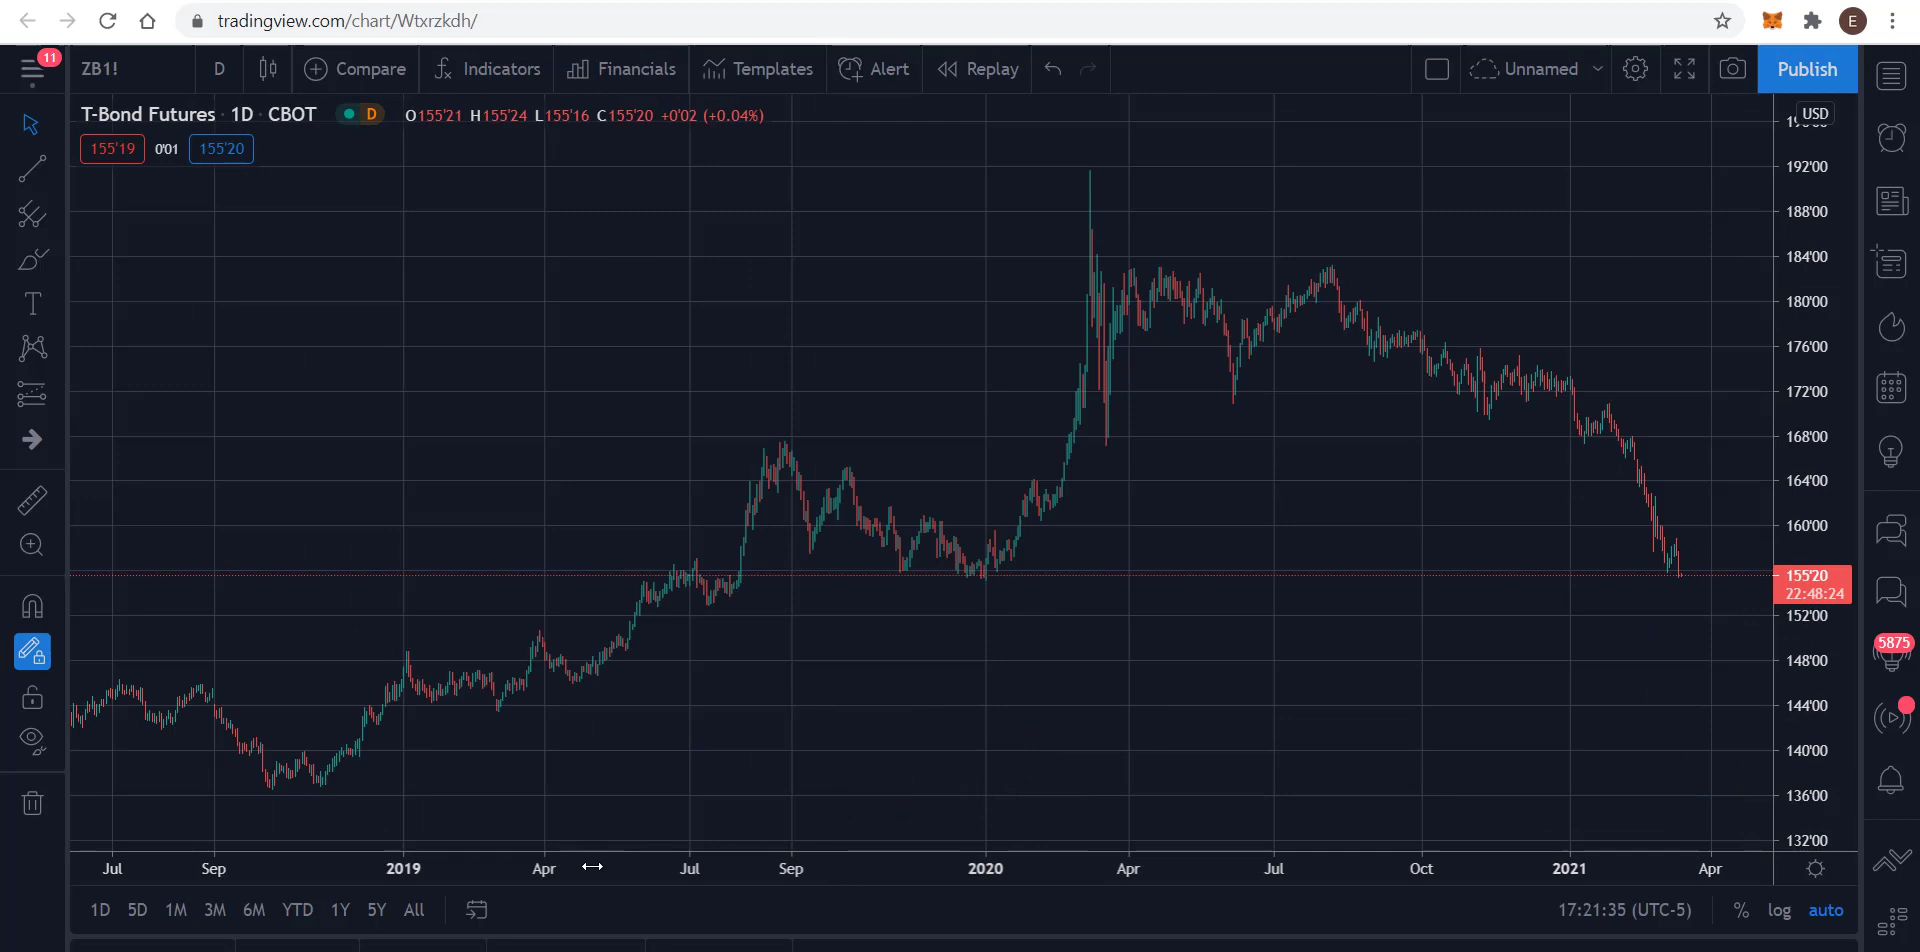 tradingview.com/chart/Wtxrzkdh/
E
11
ZB1!
D
Compare
Indicators
Financials
Templates
Alert
Replay
Unnamed
Publish
T-Bond Futures · 1D · CBOT
D
O155'21 H155'24 L155'16 C155'20 +0'02 (+0.04%)
155'19
0'01
155'20
USD
192'00
188'00
184'00
180'00
176'00
172'00
168'00
164'00
160'00
155'20
22:48:24
152'00
148'00
144'00
140'00
136'00
132'00
5875
Jul
Sep
2019
Apr
Jul
Sep
2020
Apr
Jul
Oct
2021
Apr
1D
5D
1M
3M
6M
YTD
1Y
5Y
All
17:21:35 (UTC-5)
%
log
auto